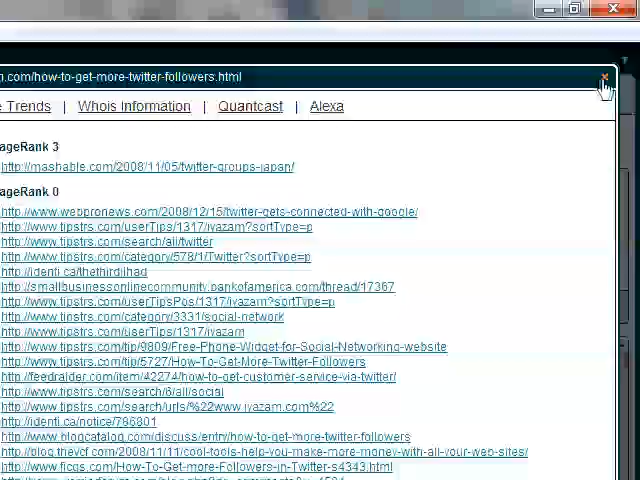 .com/how-to-get-more-twitter-followers.html
Trends | Whois Information | Quantcast | Alexa
ageRank 3
http://mashable.com/2008/11/05/twitter-groups-japan/
ageRank 0
http://www.webpronews.com/2008/12/15/twitter-gets-connected-with-google/
http://www.tipstrs.com/userTips/1317/iyazam?sortType=p
http://www.tipstrs.com/search/all/twitter
http://www.tipstrs.com/category/578/1/Twitter?sortType=p
http://identi.ca/thethirdjihad
http://smallbusinessonlinecommunity.bankofamerica.com/thread/17367
http://www.tipstrs.com/userTipsPos/1317/iyazam?sortType=p
http://www.tipstrs.com/category/3331/social-network
http://www.tipstrs.com/userTips/1317/iyazam
http://www.tipstrs.com/tip/9809/Free-Phone-Widget-for-Social-Networking-website
http://www.tipstrs.com/tip/5727/How-To-Get-More-Twitter-Followers
http://feedraider.com/item/42274/how-to-get-customer-service-via-twitter/
http://www.tipstrs.com/search/6/all/social
http://www.tipstrs.com/search/urls/%22www.iyazam.com%22
http://identi.ca/notice/796801
http://www.blogcatalog.com/discuss/entry/how-to-get-more-twitter-followers
http://blog.thevcf.com/2008/11/11/cool-tools-help-you-make-more-money-with-all-your-web-sites/
http://www.ficgs.com/How-To-Get-more-Followers-in-Twitter-s4343.html